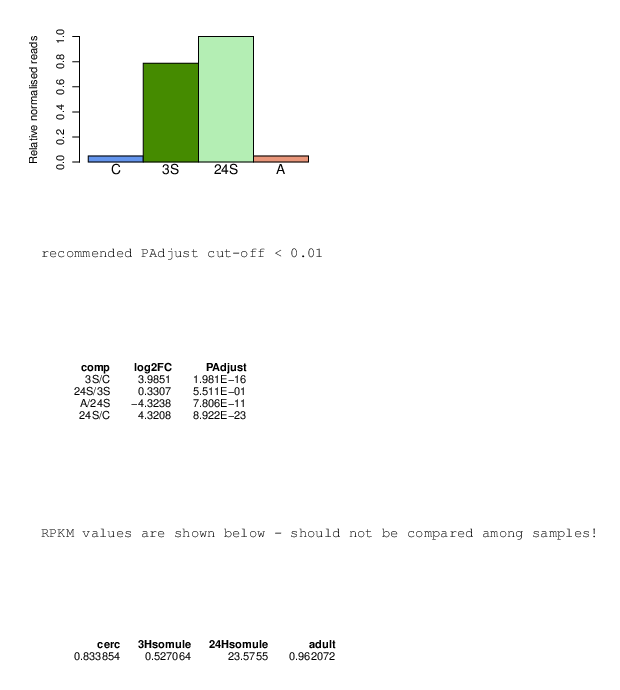 Relative normalised reads
1.0
0.8
0.6
0.4
0.2
0.0
C 3S 24S A
recommended PAdjust cut-off < 0.01
comp log2FC PAdjust
3S/C 3.9851 1.981E−16
24S/3S 0.3307 5.511E−01
A/24S −4.3238 7.806E−11
24S/C 4.3208 8.922E−23
RPKM values are shown below - should not be compared among samples!
cerc 3Hsomule 24Hsomule adult
0.833854 0.527064 23.5755 0.962072